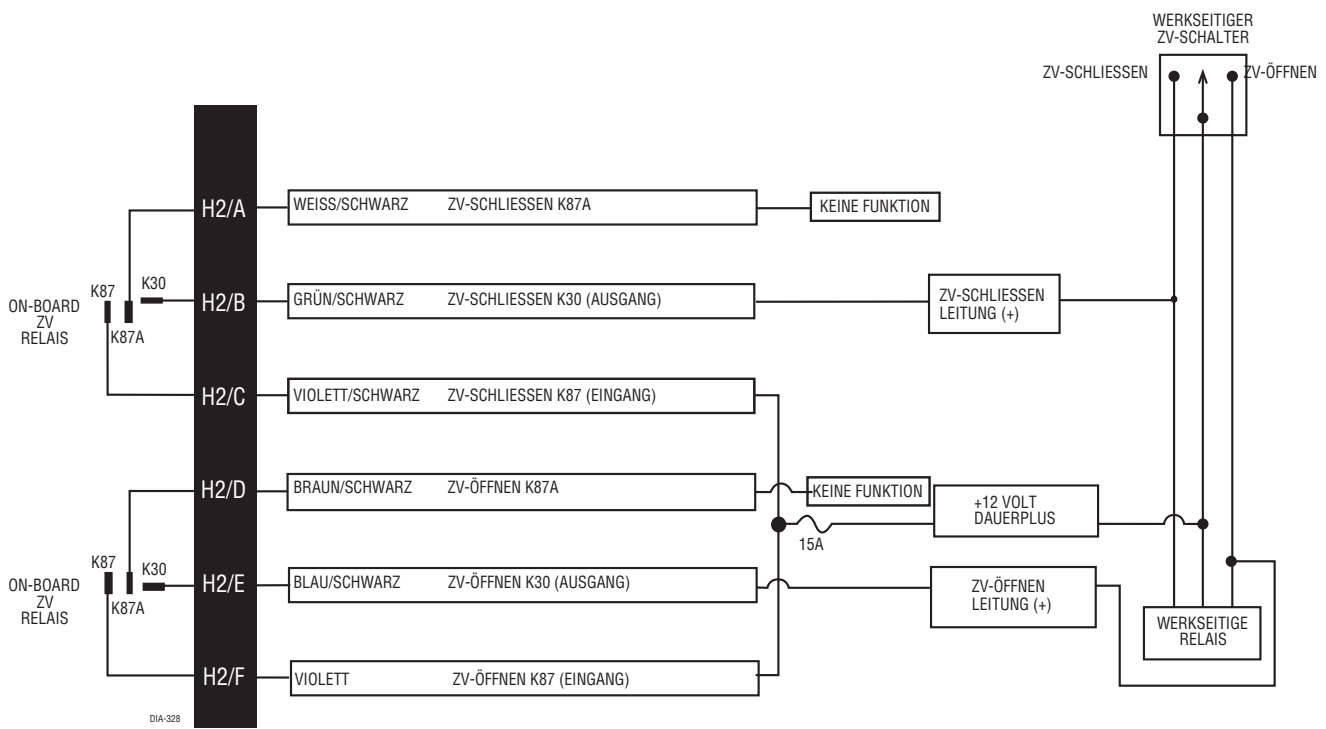 WERKSEITIGER
ZV-SCHALTER
ZV-SCHLIESSEN
ZV-ÖFFNEN
H2/A
WEISS/SCHWARZ ZV-SCHLIESSEN K87A
KEINE FUNKTION
K87
K30
K87A
ON-BOARD
ZV
RELAIS
H2/B
GRÜN/SCHWARZ ZV-SCHLIESSEN K30 (AUSGANG)
ZV-SCHLIESSEN
LEITUNG (+)
H2/C
VIOLETT/SCHWARZ ZV-SCHLIESSEN K87 (EINGANG)
H2/D
BRAUN/SCHWARZ ZV-ÖFFNEN K87A
KEINE FUNKTION
+12 VOLT
DAUERPLUS
15A
K87
K30
K87A
ON-BOARD
ZV
RELAIS
H2/E
BLAU/SCHWARZ ZV-ÖFFNEN K30 (AUSGANG)
ZV-ÖFFNEN
LEITUNG (+)
WERKSEITIGE
RELAIS
H2/F
VIOLETT ZV-ÖFFNEN K87 (EINGANG)
DIA-328